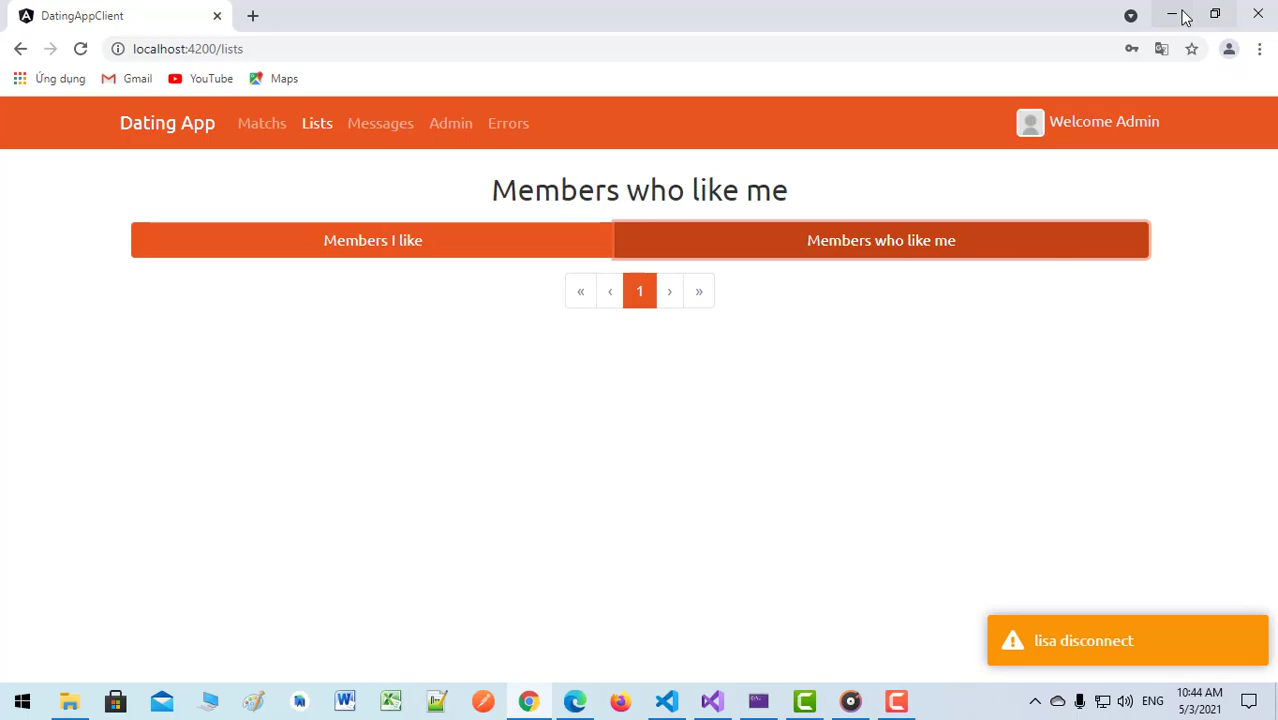 DatingAppClient
localhost:4200/lists
Ứng dụng Gmail YouTube Maps
Dating App Matchs Lists Messages Admin Errors Welcome Admin
Members who like me
Members I like Members who like me
« ‹ 1 › »
lisa disconnect
ENG
10:44 AM
5/3/2021